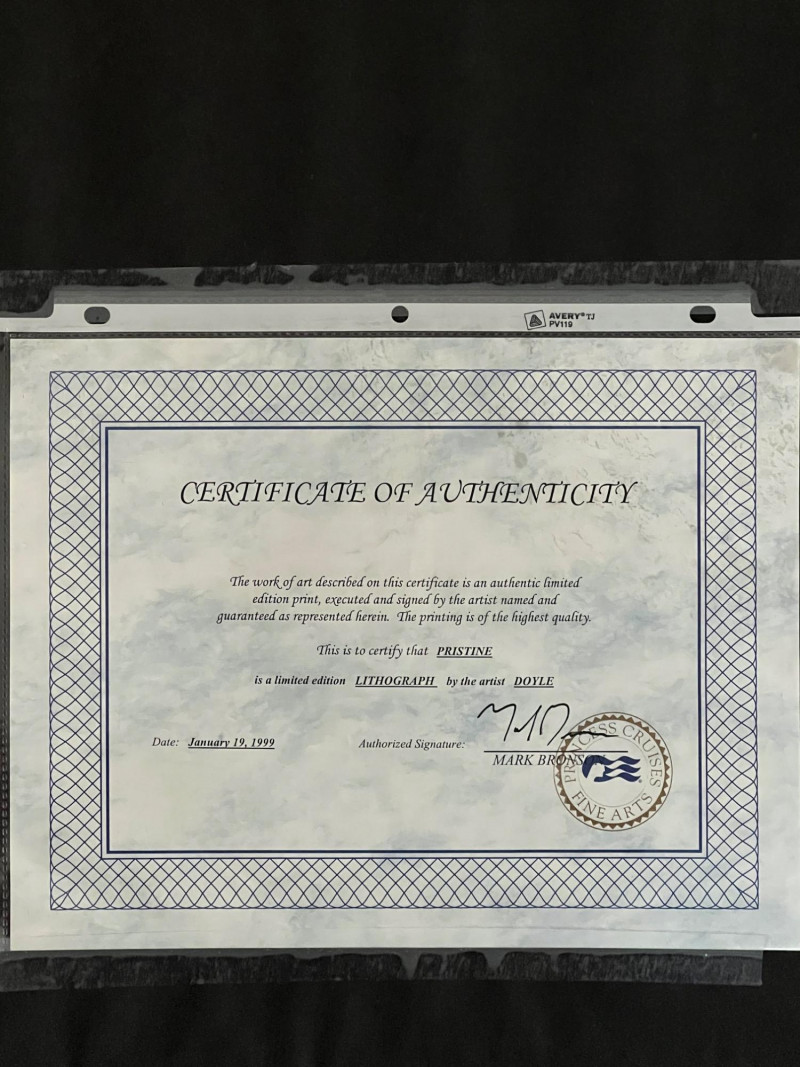 AVERY® TJ
PV119
CERTIFICATE OF AUTHENTICITY
The work of art described on this certificate is an authentic limited
edition print, executed and signed by the artist named and
guaranteed as represented herein. The printing is of the highest quality.
This is to certify that PRISTINE
is a limited edition LITHOGRAPH by the artist DOYLE
Date: January 19, 1999 Authorized Signature:
MARK BRONSON
PRINCESS CRUISES
FINE ARTS